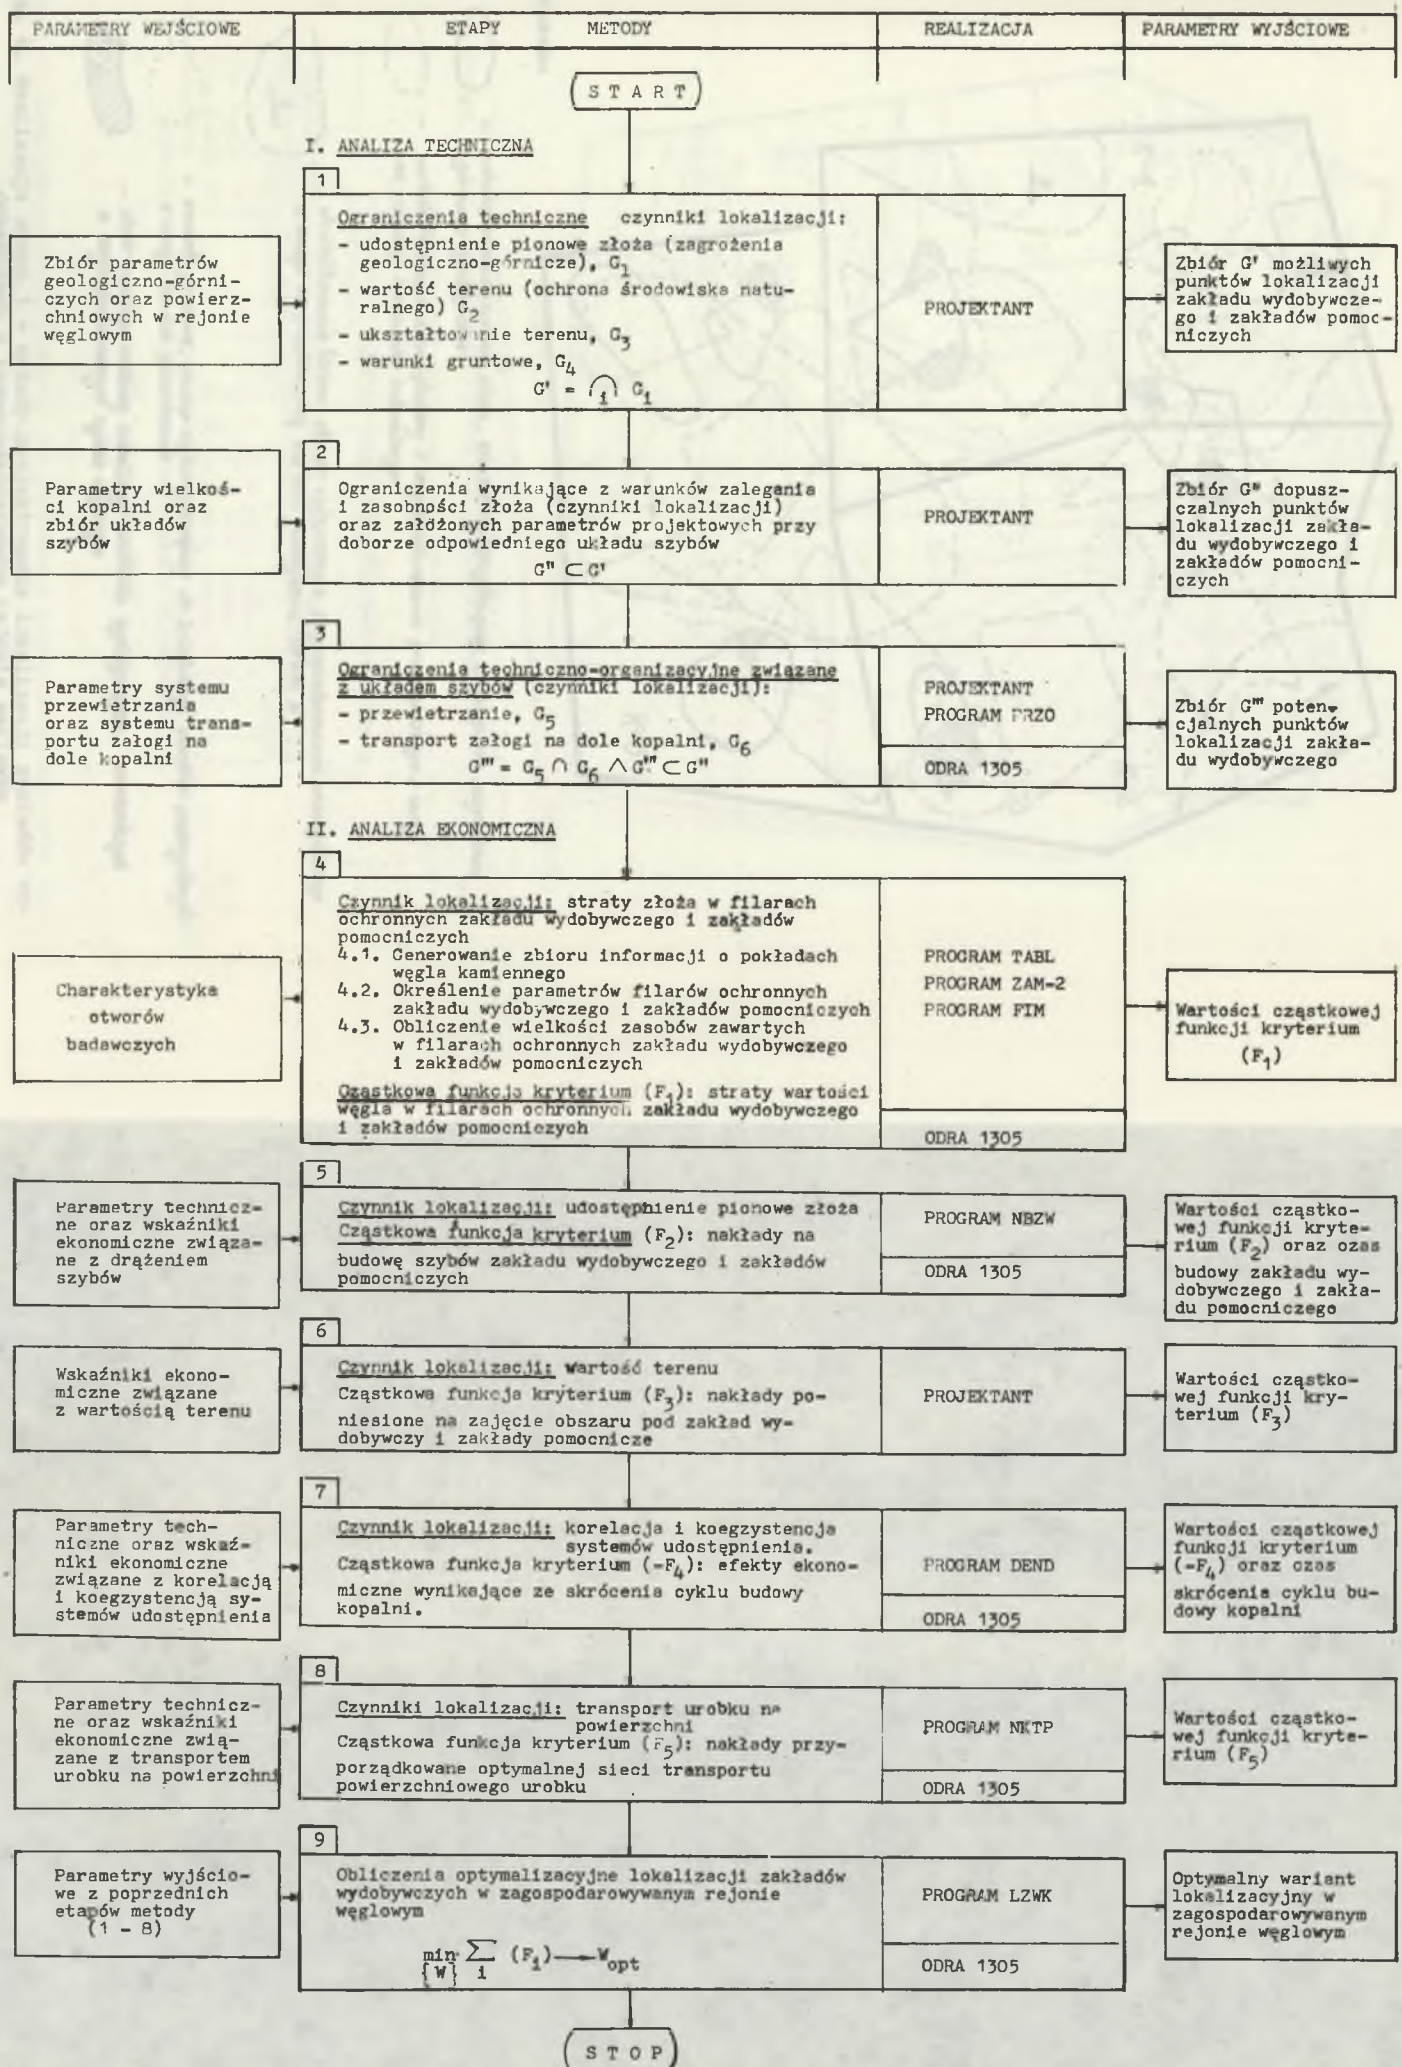 PARAMETRY WEJŚCIOWE
ETAPY METODY
REALIZACJA
PARAMETRY WYJŚCIOWE
START
I. ANALIZA TECHNICZNA
1
Zbiór parametrów
geologiczno-górni-
czych oraz powierz-
chniowych w rejonie
węglowym
Ograniczenia techniczne czynniki lokalizacji:
- udostępnienie pionowe złoża (zagrożenia
geologiczno-górnicze), G1
- wartość terenu (ochrona środowiska natu-
ralnego) G2
- ukształtowanie terenu, G3
- warunki gruntowe, G4
G' = ⋂i Gi
PROJEKTANT
Zbiór G' możliwych
punktów lokalizacji
zakładu wydobywcze-
go i zakładów pomoc-
niczych
2
Parametry wielkoś-
ci kopalni oraz
zbiór układów
szybów
Ograniczenia wynikające z warunków zalegania
i zasobności złoża (czynniki lokalizacji)
oraz założonych parametrów projektowych przy
doborze odpowiedniego układu szybów
G" ⊂ G'
PROJEKTANT
Zbiór G" dopusz-
czalnych punktów
lokalizacji zakła-
du wydobywczego i
zakładów pomocni-
czych
3
Parametry systemu
przewietrzania
oraz systemu trans-
portu załogi na
dole kopalni
Ograniczenia techniczno-organizacyjne związane
z układem szybów (czynniki lokalizacji):
- przewietrzanie, G5
- transport załogi na dole kopalni, G6
G"' = G5 ∩ G6 ∧ G"' ⊂ G"
PROJEKTANT
PROGRAM PRZO
ODRA 1305
Zbiór G"' poten-
cjalnych punktów
lokalizacji zakła-
du wydobywczego
II. ANALIZA EKONOMICZNA
4
Charakterystyka
otworów
badawczych
Czynnik lokalizacji: straty złoża w filarach
ochronnych zakładu wydobywczego i zakładów
pomocniczych
4.1. Generowanie zbioru informacji o pokładach
węgla kamiennego
4.2. Określenie parametrów filarów ochronnych
zakładu wydobywczego i zakładów pomocniczych
4.3. Obliczenie wielkości zasobów zawartych
w filarach ochronnych zakładu wydobywczego
i zakładów pomocniczych
Cząstkowa funkcja kryterium (F1): straty wartości
węgla w filarach ochronnych zakładu wydobywczego
i zakładów pomocniczych
PROGRAM TABL
PROGRAM ZAM-2
PROGRAM FIM
ODRA 1305
Wartości cząstkowej
funkcji kryterium
(F1)
5
Parametry technicz-
ne oraz wskaźniki
ekonomiczne związa-
ne z drążeniem
szybów
Czynnik lokalizacji: udostępnienie pionowe złoża
Cząstkowa funkcja kryterium (F2): nakłady na
budowę szybów zakładu wydobywczego i zakładów
pomocniczych
PROGRAM NBZW
ODRA 1305
Wartości cząstko-
wej funkcji kryte-
rium (F2) oraz ozas
budowy zakładu wy-
dobywczego i zakła-
du pomocniczego
6
Wskaźniki ekono-
miczne związane
z wartością terenu
Czynnik lokalizacji: wartość terenu
Cząstkowa funkcja kryterium (F3): nakłady po-
niesione na zajęcie obszaru pod zakład wy-
dobywczy i zakłady pomocnicze
PROJEKTANT
Wartości cząstko-
wej funkcji kry-
terium (F3)
7
Parametry tech-
niczne oraz wskaź-
niki ekonomiczne
związane z korelacją
i koegzystencją sy-
stemów udostępnienia
Czynnik lokalizacji: korelacja i koegzystencja
systemów udostępnienia.
Cząstkowa funkcja kryterium (-F4): efekty ekono-
miczne wynikające ze skrócenia cyklu budowy
kopalni.
PROGRAM DEND
ODRA 1305
Wartości cząstkowej
funkcji kryterium
(-F4) oraz czas
skrócenia cyklu bu-
dowy kopalni
8
Parametry technicz-
ne oraz wskaźniki
ekonomiczne zwią-
zane z transportem
urobku na powierzchni
Czynniki lokalizacji: transport urobku na
powierzchni
Cząstkowa funkcja kryterium (F5): nakłady przy-
porządkowane optymalnej sieci transportu
powierzchniowego urobku
PROGRAM NKTP
ODRA 1305
Wartości cząstko-
wej funkcji kryte-
rium (F5)
9
Parametry wyjścio-
we z poprzednich
etapów metody
(1 - 8)
Obliczenia optymalizacyjne lokalizacji zakładów
wydobywczych w zagospodarowywanym rejonie
węglowym
min {W} ∑i (Fi) → Wopt
PROGRAM LZWK
ODRA 1305
Optymalny wariant
lokalizacyjny w
zagospodarowywanym
rejonie węglowym
STOP